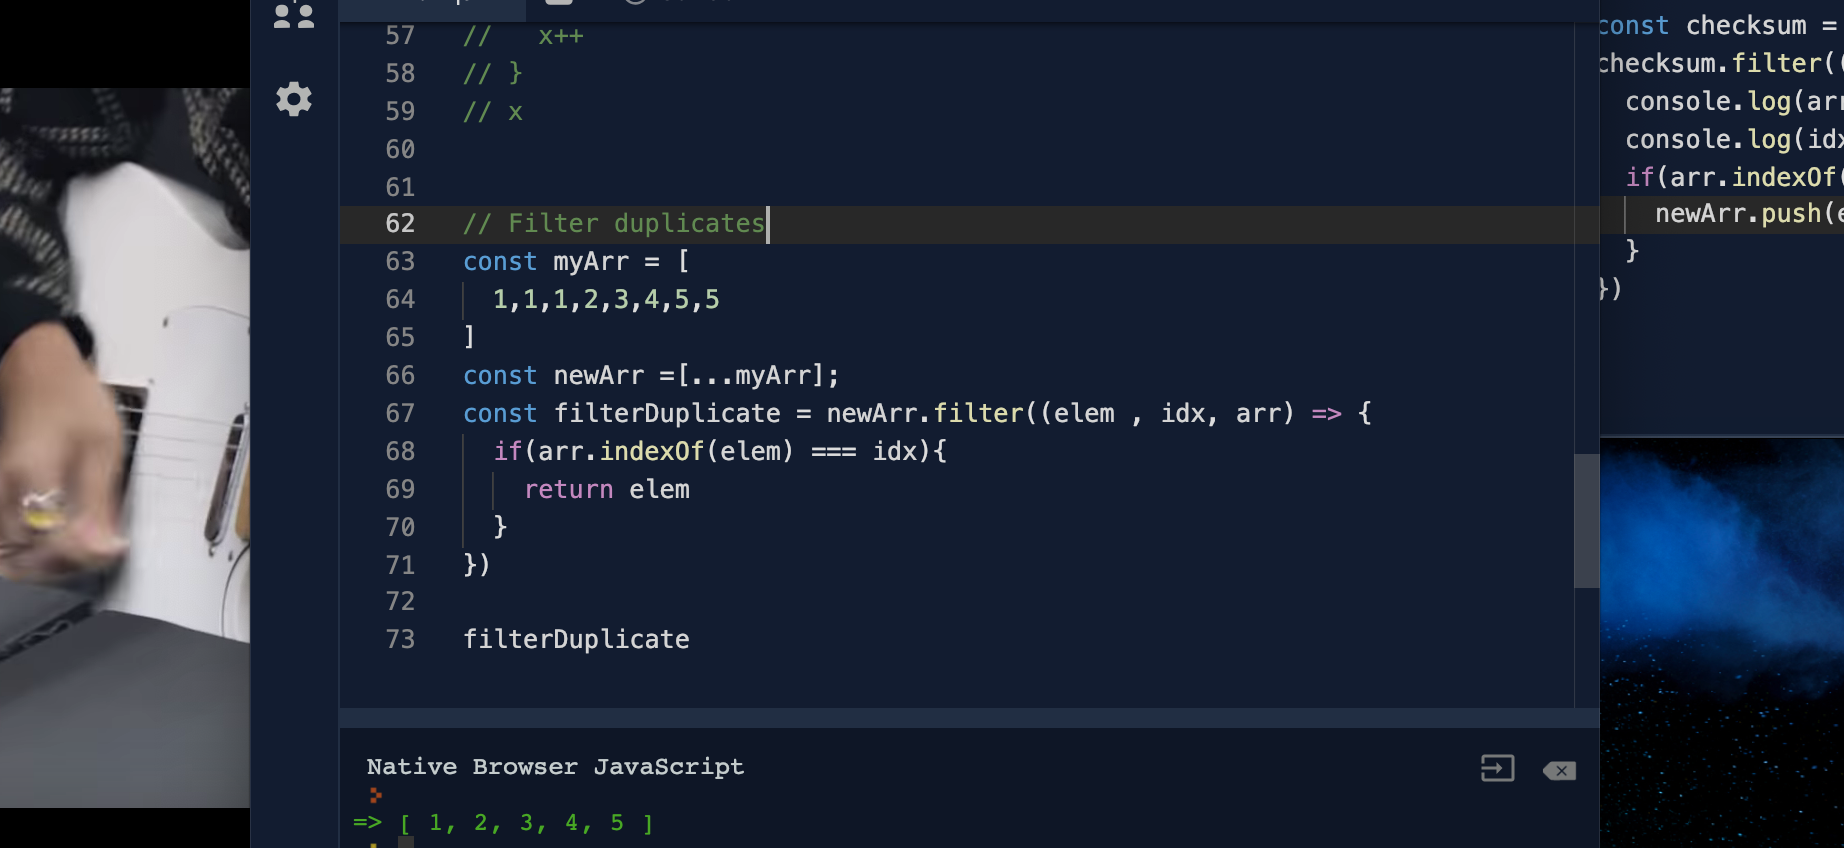 57 //   x++
58 // }
59 // x
60
61
62 // Filter duplicates
63 const myArr = [
64   1,1,1,2,3,4,5,5
65 ]
66 const newArr =[...myArr];
67 const filterDuplicate = newArr.filter((elem , idx, arr) => {
68   if(arr.indexOf(elem) === idx){
69     return elem
70   }
71 })
72
73 filterDuplicate
Native Browser JavaScript
=> [ 1, 2, 3, 4, 5 ]
const checksum =
checksum.filter((
console.log(arr
console.log(idx
if(arr.indexOf(
newArr.push(e
}
})